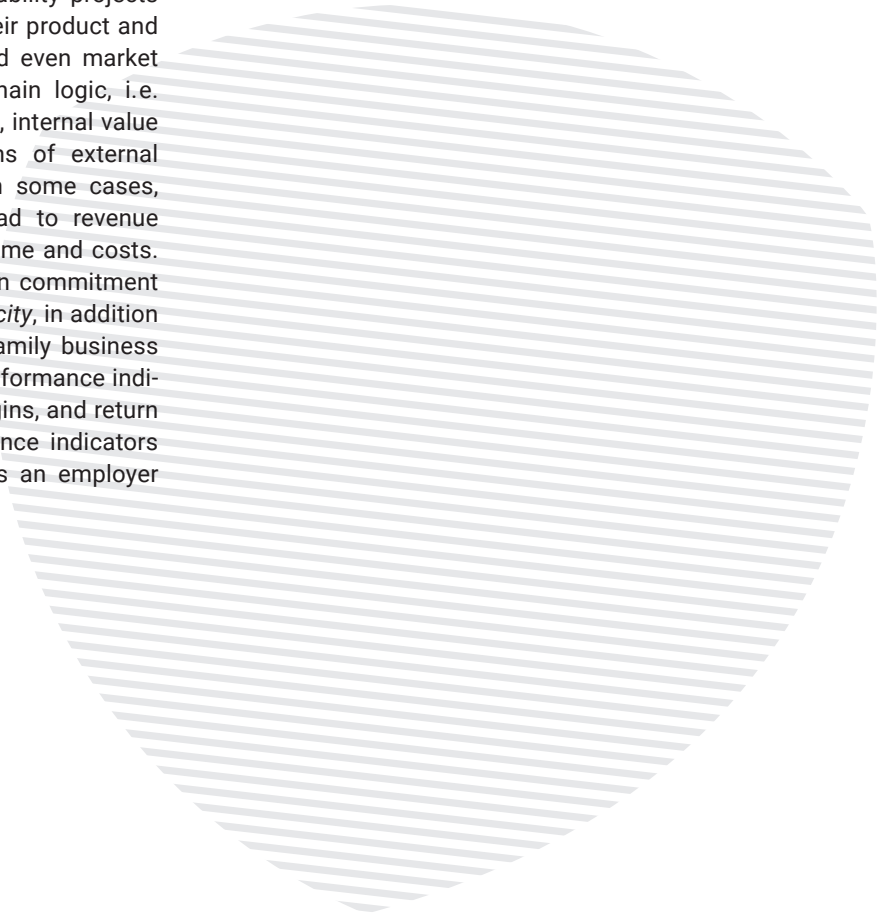 ability projects
eir product and
d even market
hain logic, i.e.
, internal value
ns of external
n some cases,
ad to revenue
me and costs.
n commitment
city, in addition
amily business
formance indi-
gins, and return
nce indicators
s an employer